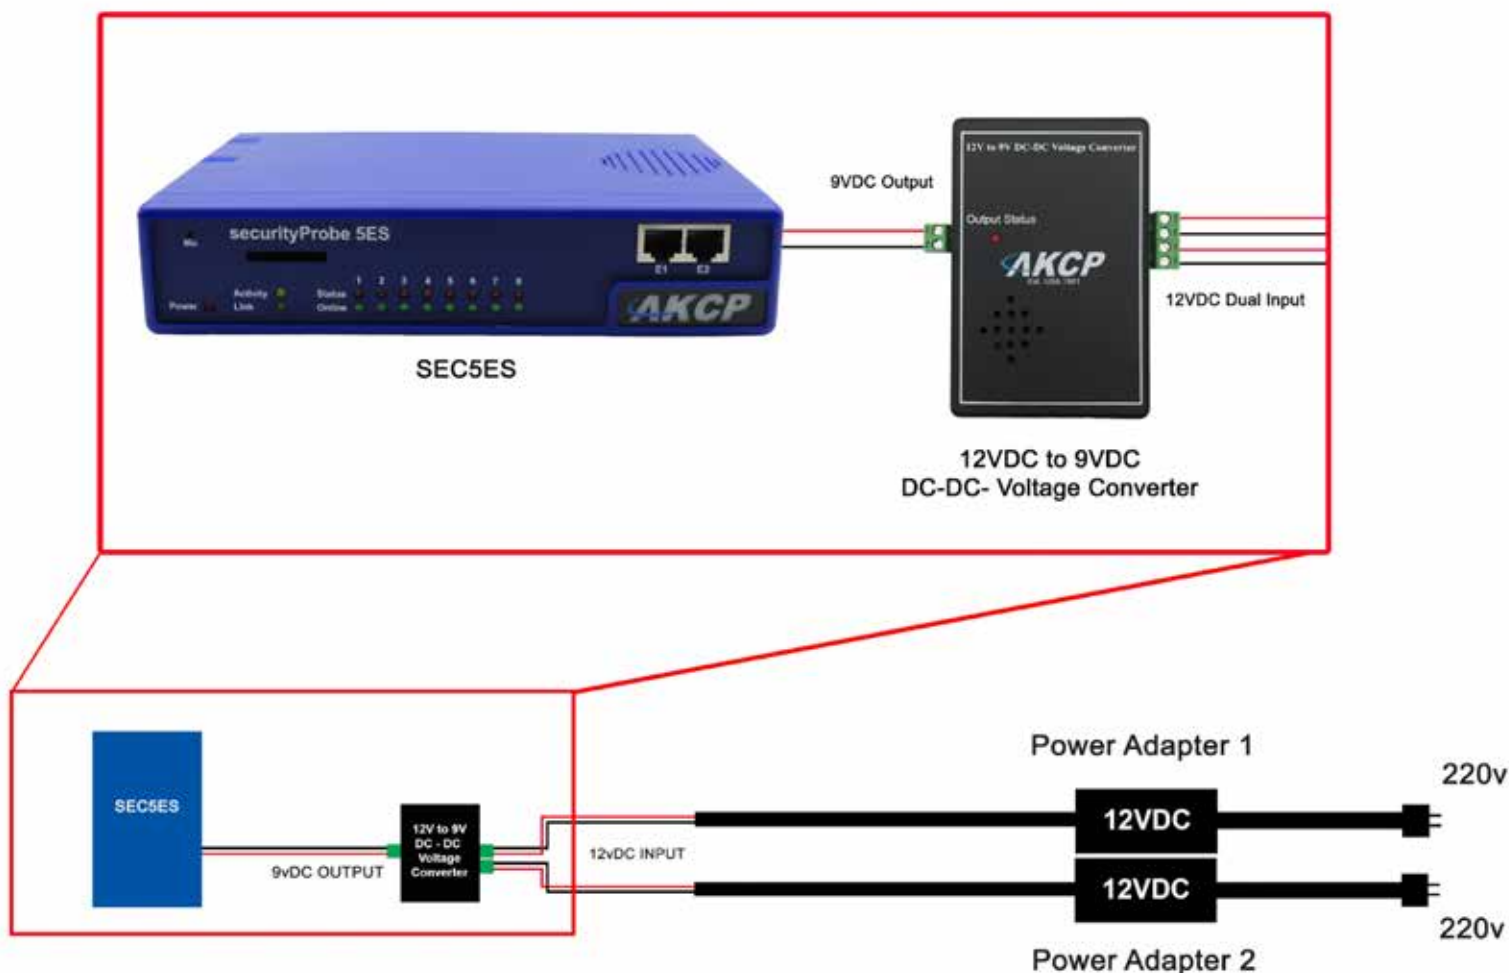 securityProbe 5ES
Mic
Power
Activity
Link
Status
Online
1 2 3 4 5 6 7 8
E1 E2
AKCP
SEC5ES
9VDC Output
12V to 9V DC-DC Voltage Converter
Output Status
AKCP
12VDC Dual Input
12VDC to 9VDC
DC-DC- Voltage Converter
SEC5ES
9vDC OUTPUT
12V to 9V
DC - DC
Voltage
Converter
12vDC INPUT
Power Adapter 1
12VDC
220v
12VDC
220v
Power Adapter 2